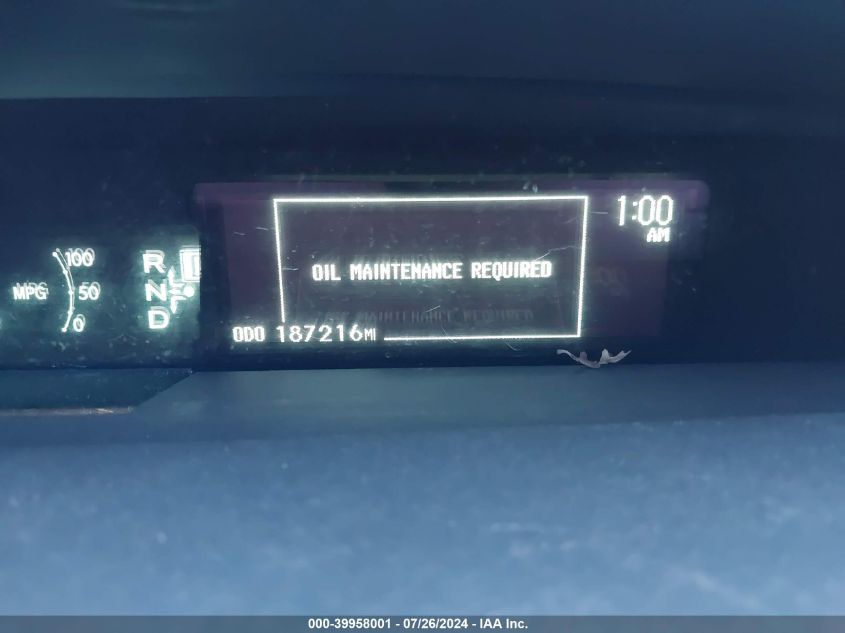 1:00
AM
100
MPG 50
0
R
N
D
OIL MAINTENANCE REQUIRED
ODO 187216MI
000-39958001 / 07/26/2024 - IAA Inc.